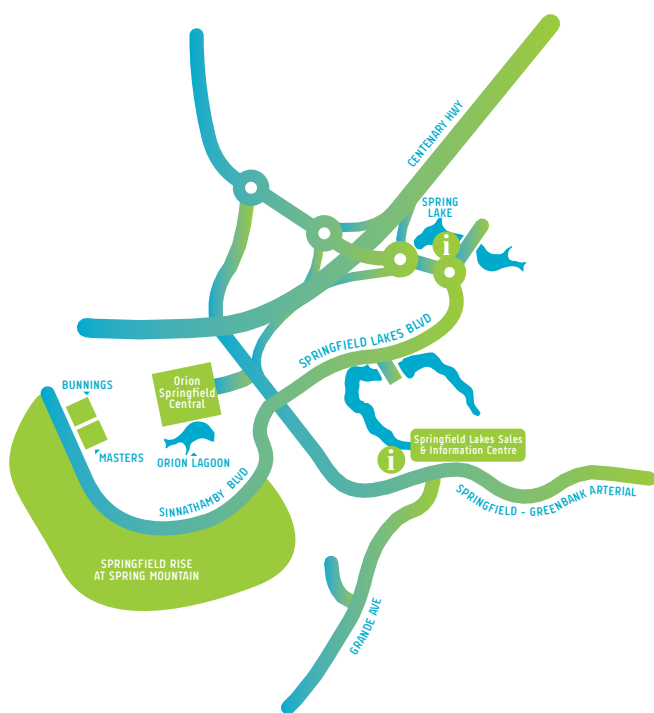 CENTENARY HWY
SPRING
LAKE
i
SPRINGFIELD LAKES BLVD
Orion
Springfield
Central
BUNNINGS
MASTERS
ORION LAGOON
Springfield Lakes Sales
& Information Centre
i
SINNATHAMBY BLVD
SPRINGFIELD - GREENBANK ARTERIAL
SPRINGFIELD RISE
AT SPRING MOUNTAIN
GRANDE AVE